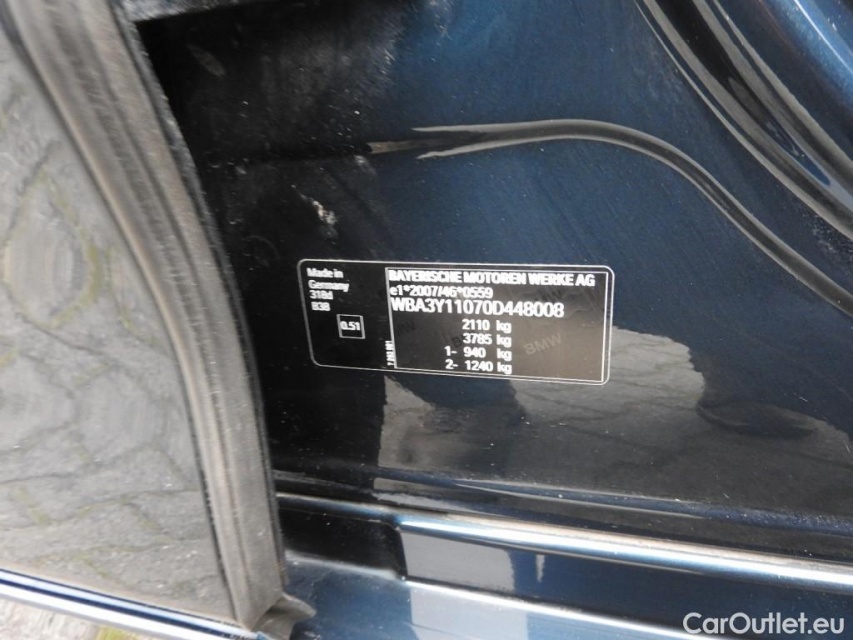 Made in
Germany
318d
B38
0.51
BAYERISCHE MOTOREN WERKE AG
e1*2007/46*0559
WBA3Y11070D448008
2110 kg
3785 kg
1- 940 kg
2- 1240 kg
BMW
CarOutlet.eu